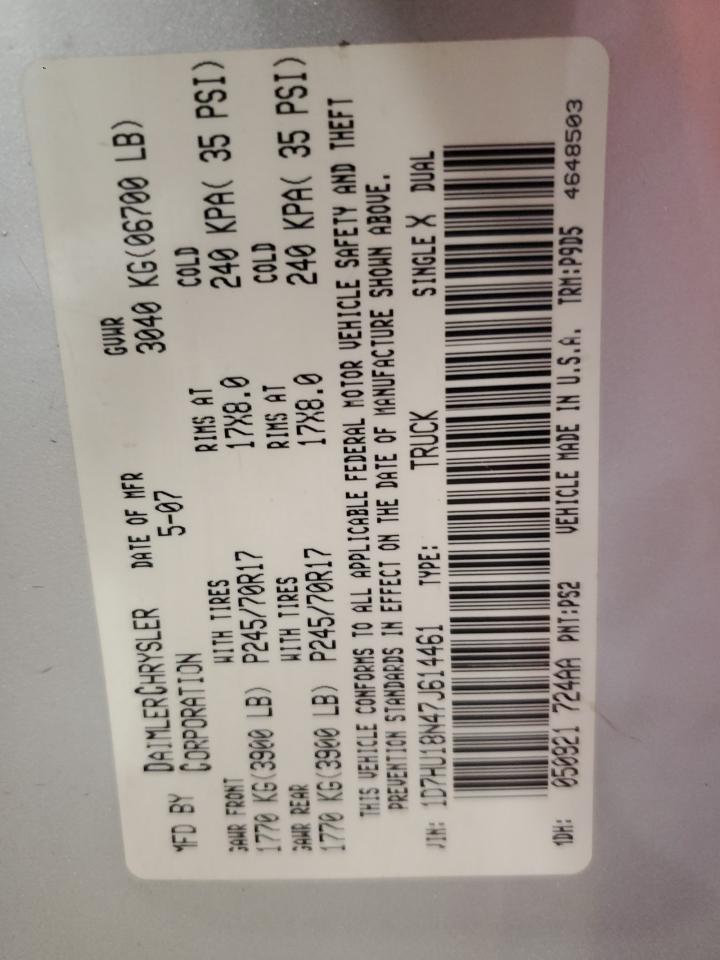 MFD BY DAIMLERCHRYSLER DATE OF MFR GVWR
CORPORATION 5-07 3040 KG(06700 LB)
GAWR FRONT WITH TIRES RIMS AT COLD
1770 KG(3900 LB) P245/70R17 17X8.0 240 KPA( 35 PSI)
GAWR REAR WITH TIRES RIMS AT COLD
1770 KG(3900 LB) P245/70R17 17X8.0 240 KPA( 35 PSI)
THIS VEHICLE CONFORMS TO ALL APPLICABLE FEDERAL MOTOR VEHICLE SAFETY AND THEFT
PREVENTION STANDARDS IN EFFECT ON THE DATE OF MANUFACTURE SHOWN ABOVE.
VIN: 1D7HU18N47J614461 TYPE: TRUCK SINGLE X DUAL
MDH: 050921 724AA PNT:PS2 VEHICLE MADE IN U.S.A. TRM:P9D5 4648503